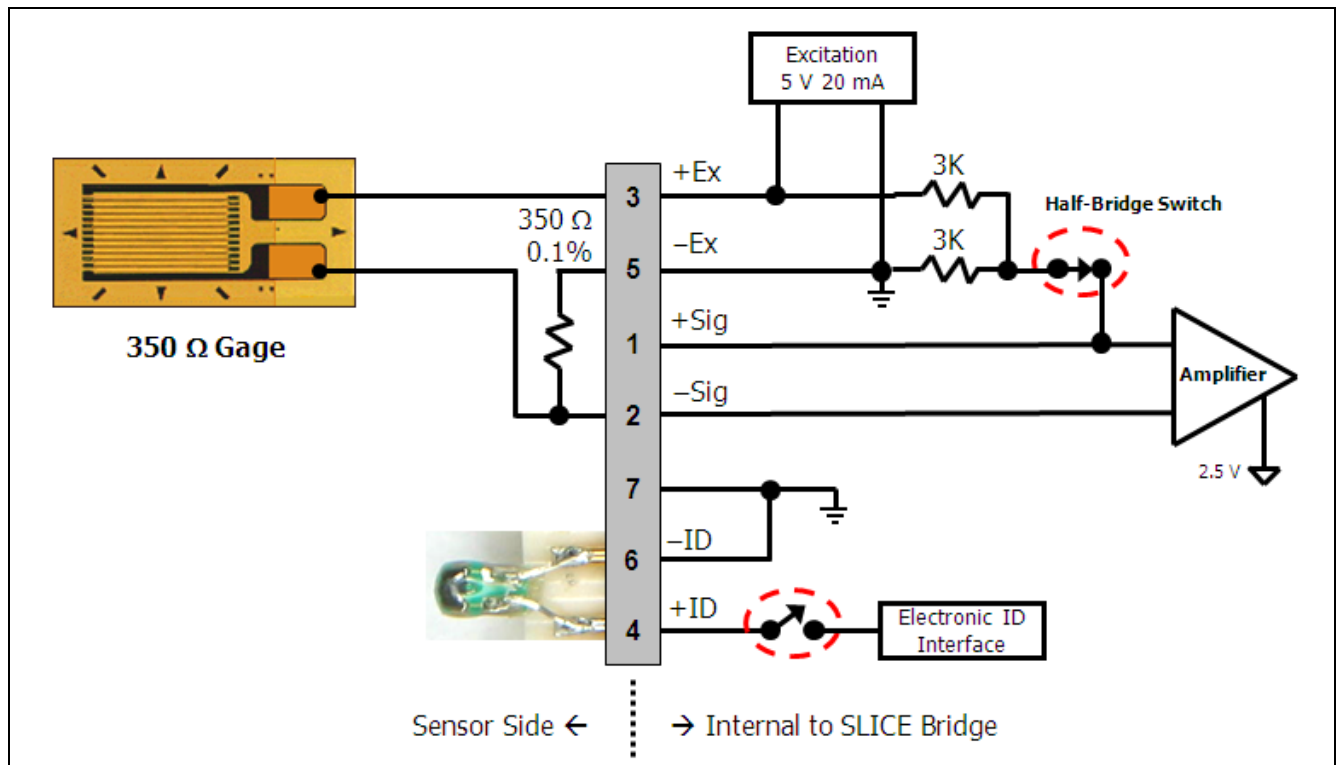 Excitation
5 V 20 mA
3 +Ex
3K
Half-Bridge Switch
350 Ω
0.1%
5 –Ex
3K
350 Ω Gage
1 +Sig
Amplifier
2 –Sig
2.5 V
7
6 –ID
4 +ID
Electronic ID
Interface
Sensor Side ←
→ Internal to SLICE Bridge